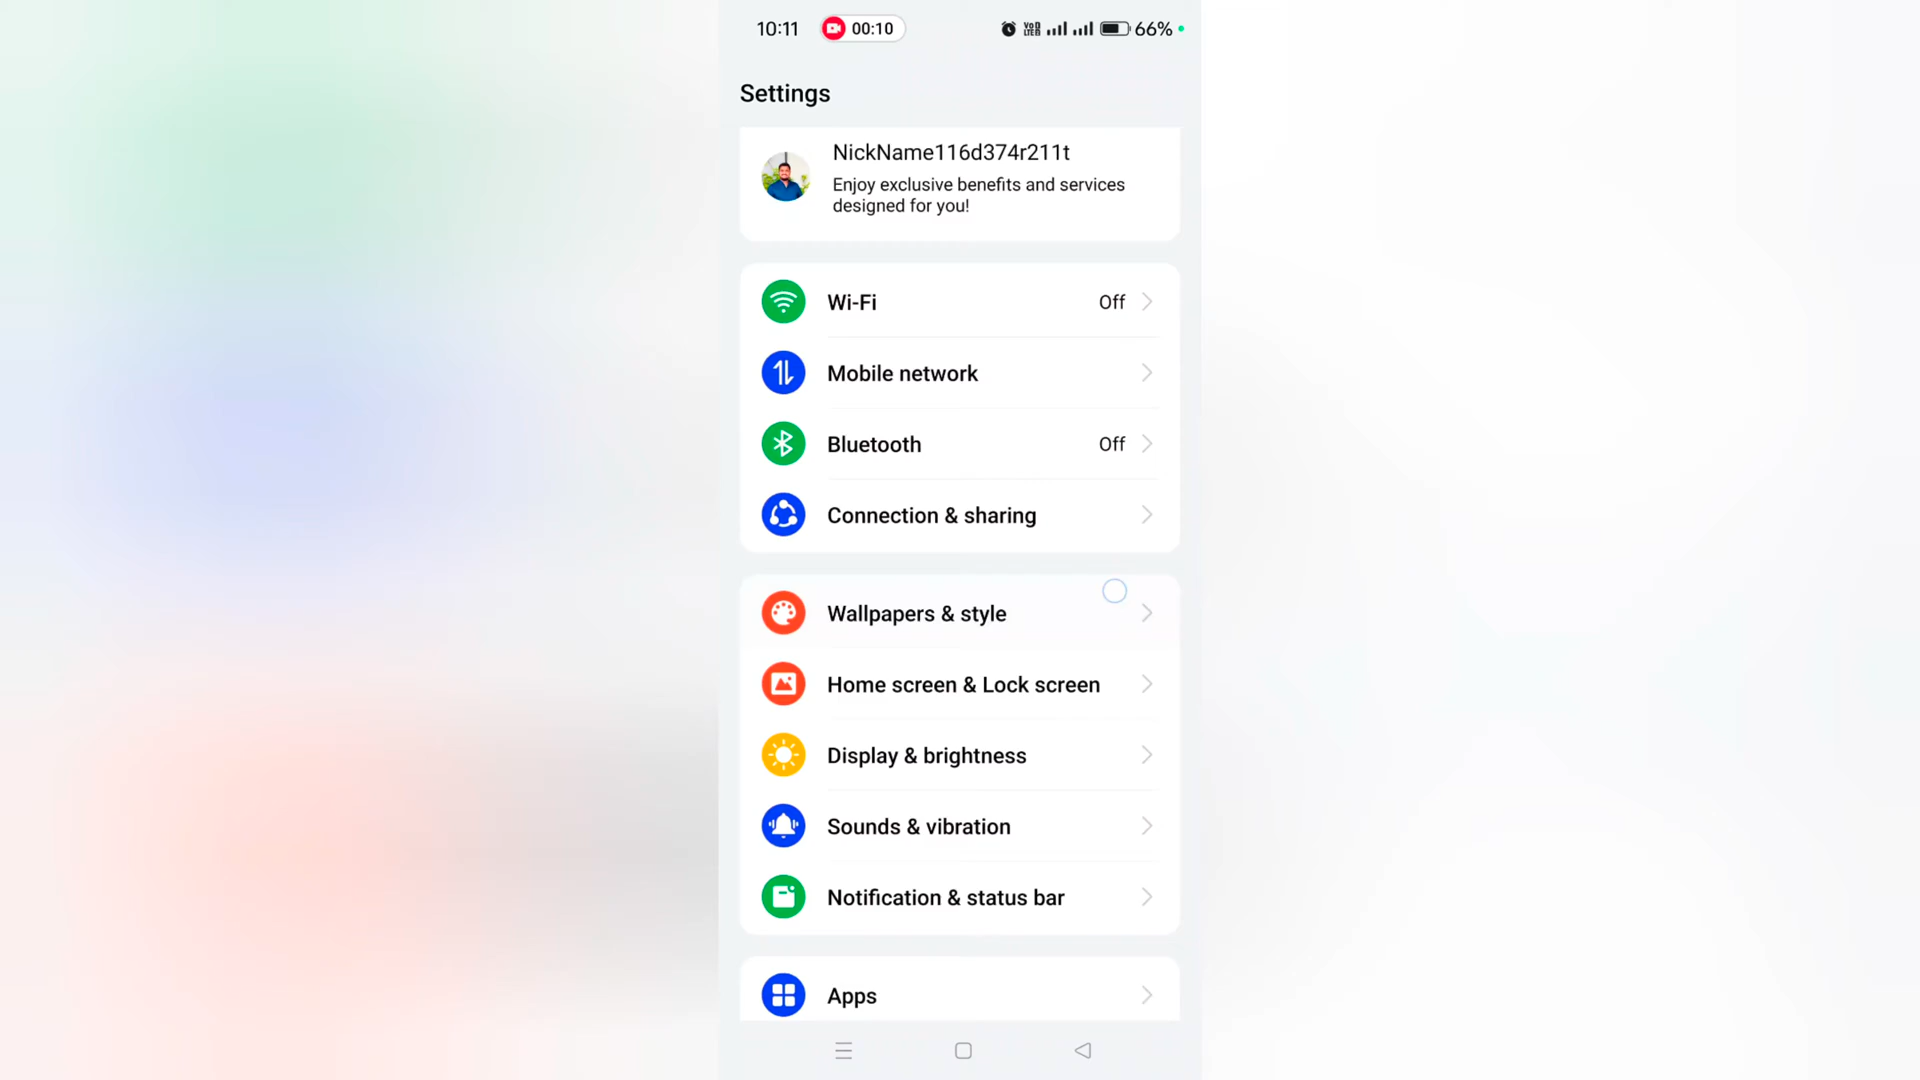 10:11 00:10 VoD LTE 66%
Settings
NickName116d374r211t
Enjoy exclusive benefits and services
designed for you!
Wi-Fi Off
Mobile network
Bluetooth Off
Connection & sharing
Wallpapers & style
Home screen & Lock screen
Display & brightness
Sounds & vibration
Notification & status bar
Apps